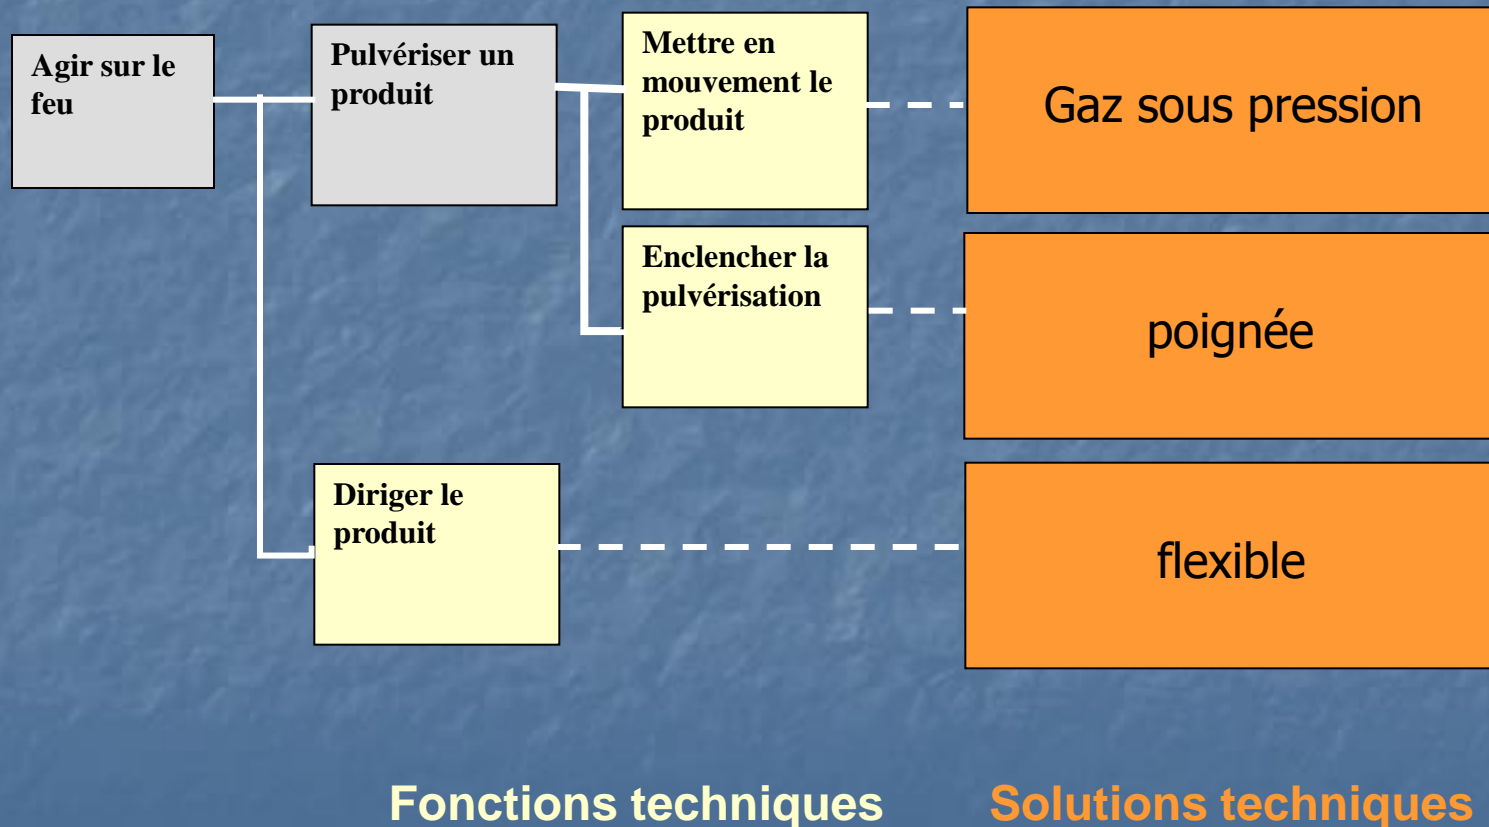 Agir sur le
feu
Pulvériser un
produit
Mettre en
mouvement le
produit
Gaz sous pression
Enclencher la
pulvérisation
poignée
Diriger le
produit
flexible
Fonctions techniques
Solutions techniques